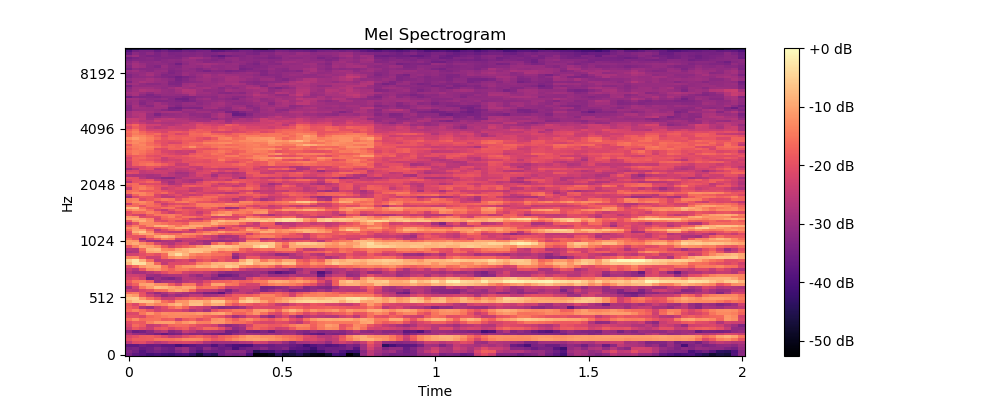 Mel Spectrogram
Hz
8192
4096
2048
1024
512
0
0 0.5 1 1.5 2
Time
+0 dB
-10 dB
-20 dB
-30 dB
-40 dB
-50 dB